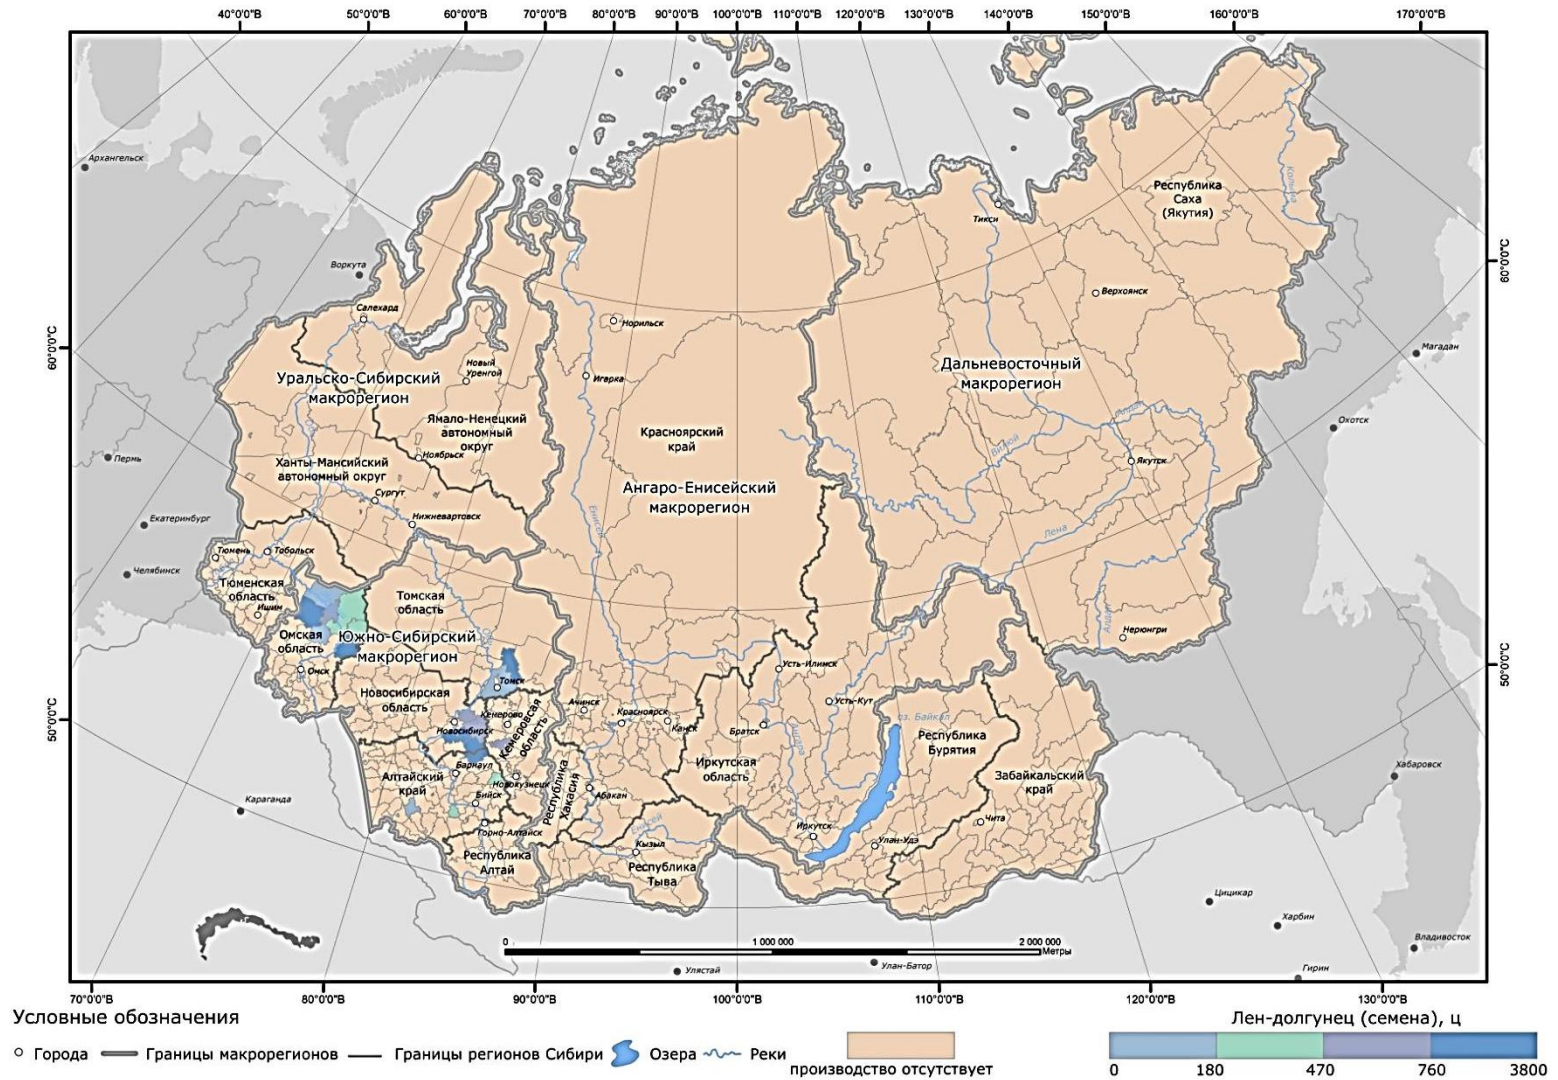 40°0'0"В 50°0'0"В 60°0'0"В 70°0'0"В 80°0'0"В 90°0'0"В 100°0'0"В 110°0'0"В 120°0'0"В 130°0'0"В 140°0'0"В 150°0'0"В 160°0'0"В 170°0'0"В
Архангельск
Республика
Саха
(Якутия)
Колыма
Тикси
Воркута
60°0'0"С
Верхоянск
Салехард
Норильск
60°0'0"С
Магадан
Новый
Уренгой
Игарка
Уральско-Сибирский
макрорегион
Дальневосточный
макрорегион
Ямало-Ненецкий
автономный
округ
Красноярский
край
Алдан
Охотск
Вилюй
Пермь
Ноябрьск
Ханты-Мансийский
автономный округ
Якутск
Ангаро-Енисейский
макрорегион
Сургут
Нижневартовск
Екатеринбург
Енисей
Лена
Тюмень
Тобольск
Челябинск
Тюменская
область
Ишим
Томская
область
Алдан
Нерюнгри
Омская
область
Южно-Сибирский
макрорегион
Омск
Томск
Усть-Илимск
50°0'0"С
Новосибирская
область
Кемерово
Новосибирск
Кемеровская
область
Ачинск
Красноярск
Канск
Усть-Кут
Братск
Ангара
оз. Байкал
50°0'0"С
Республика
Бурятия
Иркутская
область
Забайкальский
край
Хабаровск
Барнаул
Алтайский
край
Новокузнецк
Бийск
Республика
Хакасия
Абакан
Караганда
Горно-Алтайск
Енисей
Кызыл
Иркутск
Чита
Улан-Удэ
Республика
Алтай
Республика
Тыва
Цицикар
Харбин
Владивосток
Гирин
0 1 000 000 2 000 000
Метры
Улястай
Улан-Батор
70°0'0"В 80°0'0"В 90°0'0"В 100°0'0"В 110°0'0"В 120°0'0"В 130°0'0"В
Условные обозначения
Лен-долгунец (семена), ц
Города Границы макрорегионов Границы регионов Сибири Озера Реки
производство отсутствует
0 180 470 760 3800